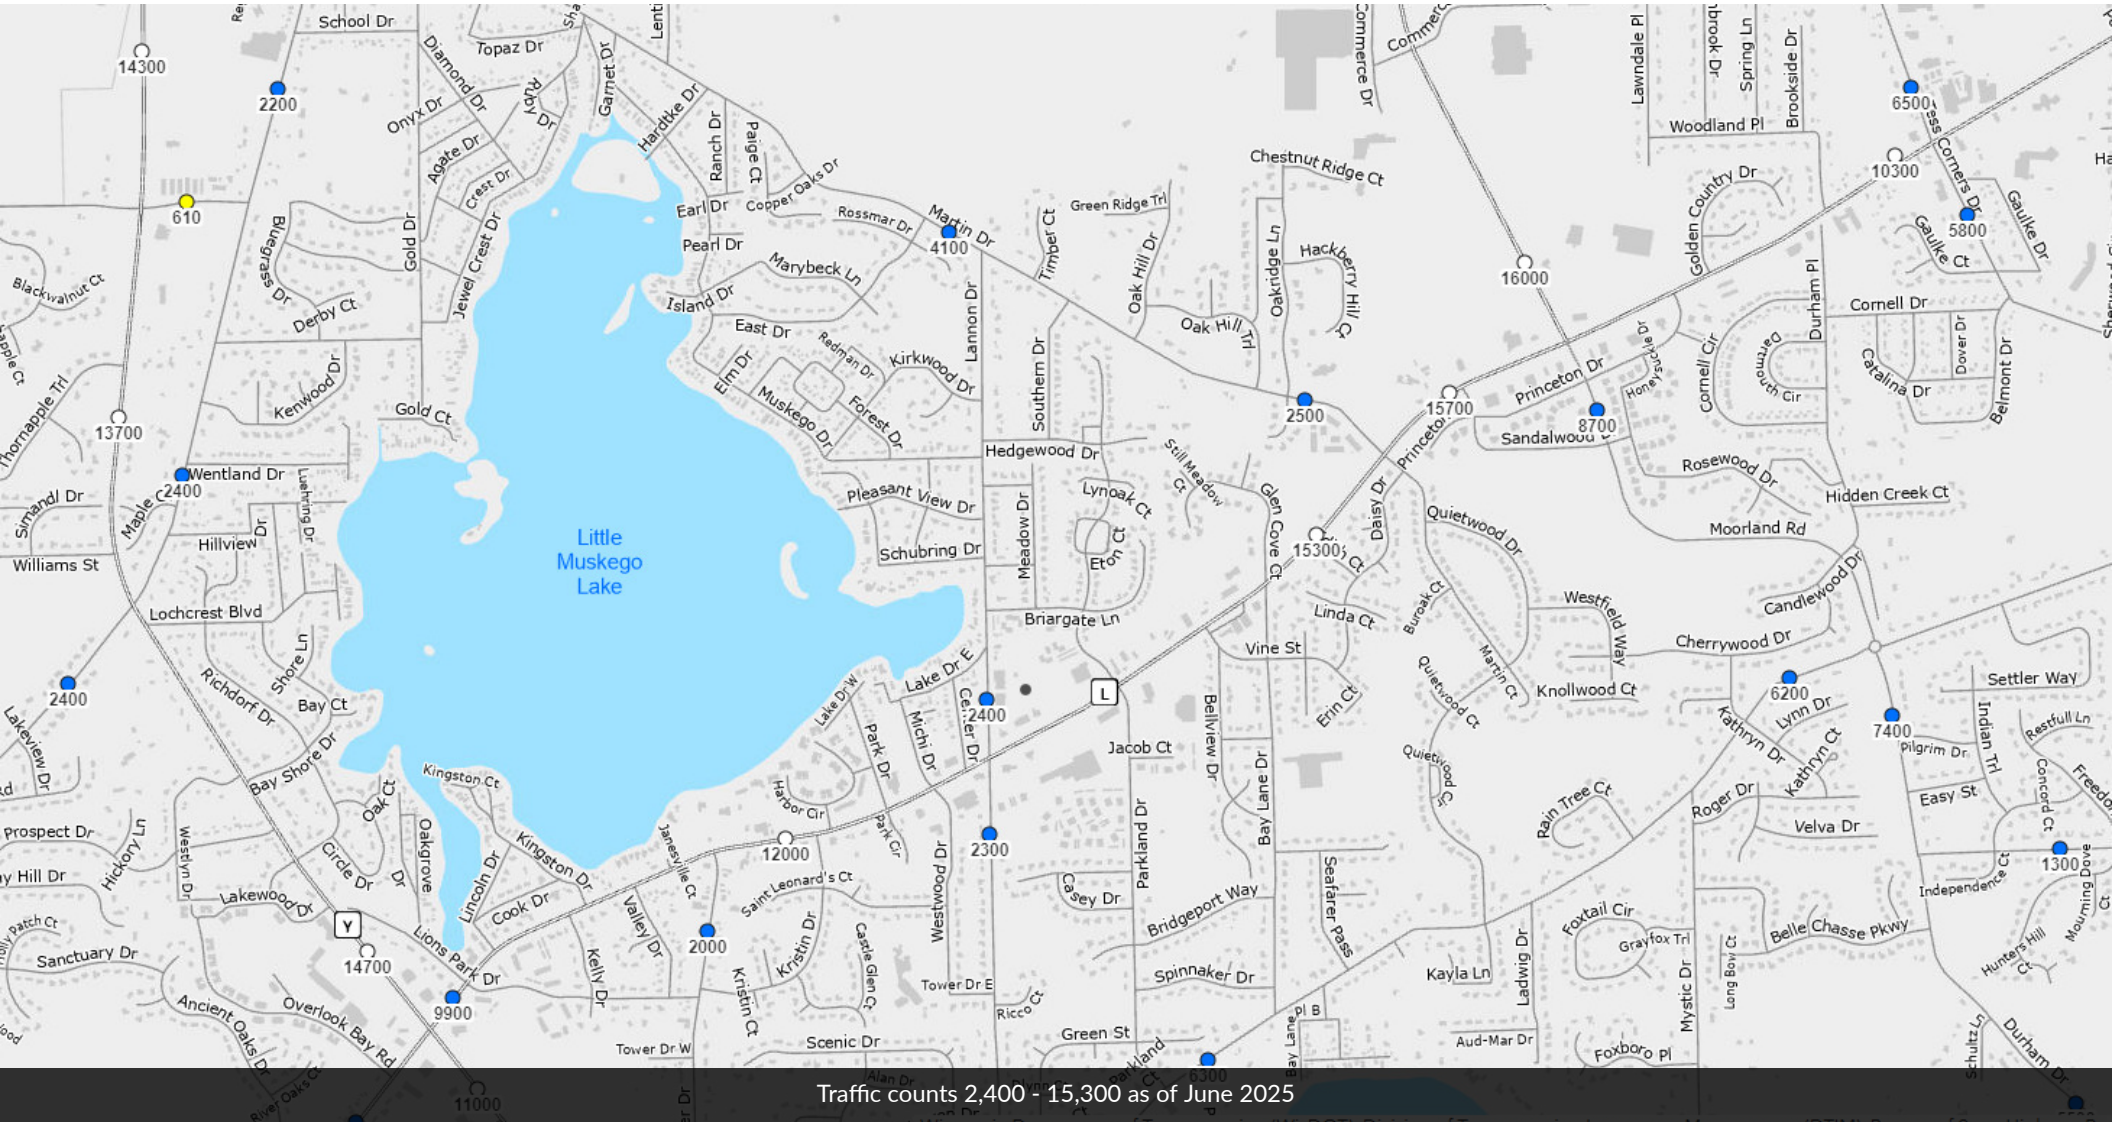 School Dr
Topaz Dr
Diamond Dr
Garnet Dr
Commerce Dr
Lawndale Pl
Spring Ln
Brookside Dr
14300
2200
Onyx Dr
Ruby Dr
Hardtke Dr
6500
Woodland Pl
Agate Dr
Ranch Dr
Paige Ct
Chestnut Ridge Ct
10300
Crest Dr
Copper Oaks Dr
Golden Country Dr
610
Earl Dr
Rossmar Dr
Martin Dr
Green Ridge Trl
Gaulke Dr
5800
Bluegrass Dr
Gold Dr
Pearl Dr
4100
Timber Ct
Hackberry Hill Ct
Gaulke Ct
Jewel Crest Dr
Marybeck Ln
Oak Hill Dr
Oakridge Ln
16000
Blackwalnut Ct
Derby Ct
Island Dr
Lannon Dr
Durham Pl
Cornell Dr
East Dr
Oak Hill Trl
Redman Dr
Kirkwood Dr
Honeysuckle Dr
Dartmouth Cir
Dover Dr
Thornapple Trl
Kenwood Dr
Elm Dr
Southern Dr
Princeton Dr
Cornell Cir
Catalina Dr
Belmont Dr
13700
Gold Ct
Muskego Dr
Forest Dr
2500
15700
8700
Princeton
Sandalwood
Hedgewood Dr
Still Meadow
Ct
Wentland Dr
2400
Luehring Dr
Rosewood Dr
Simandl Dr
Pleasant View Dr
Lynoak Ct
Glen Cove Ct
Daisy Dr
Hidden Creek Ct
Quietwood Dr
Moorland Rd
Hillview Dr
Little
Muskego
Lake
Schubring Dr
Meadow Dr
Eton Ct
15300
Williams St
Candlewood Dr
Lochcrest Blvd
Briargate Ln
Linda Ct
Buroak Ct
Westfield Way
Vine St
Cherrywood Dr
Shore Ln
Lake Dr E
Martin Ct
2400
Richdorf Dr
Lake Dr W
2400
L
Quietwood Ct
Knollwood Ct
6200
Settler Way
Bay Ct
Center Dr
Bellview Dr
Erin Ct
Lynn Dr
7400
Lakeview Dr
Park Dr
Michi Dr
Jacob Ct
Kathryn Dr
Kathryn Ct
Pilgrim Dr
Indian Trl
Restfull Ln
Bay Shore Dr
Kingston Ct
Quietwood Cir
Bay Lane Dr
Oak Ct
Harbor Cir
Park Cir
Rain Tree Ct
Roger Dr
Easy St
Concord Ct
Prospect Dr
Hickory Ln
Westlyn Dr
Oakgrove
Dr
Kingston Dr
Janesville Ct
12000
2300
Parkland Dr
Velva Dr
1300
Circle Dr
Lincoln Dr
Saint Leonard's Ct
Westwood Dr
Casey Dr
Seafarer Pass
Independence Ct
Lakewood Dr
Cook Dr
Valley Dr
Bridgeport Way
Foxtail Cir
Mourning Dove
Ct
Y
Lions Park Dr
2000
Kristin Dr
Castle Glen Ct
Grayfox Trl
Belle Chasse Pkwy
Sanctuary Dr
14700
Kelly Dr
Kristin Ct
Tower Dr E
Spinnaker Dr
Kayla Ln
Ladwig Dr
Mystic Dr
Long Bow Ct
Hunters Hill
Ct
Ancient Oaks Dr
Overlook Bay Rd
9900
Ricco Ct
Pl B
Scenic Dr
Green St
Tower Dr W
Parkland
Ct
Bay Lane
Aud-Mar Dr
Foxboro Pl
Schultz Ln
Durham Dr
River Oaks Ct
11000
Alan Dr
6300
Traffic counts 2,400 - 15,300 as of June 2025